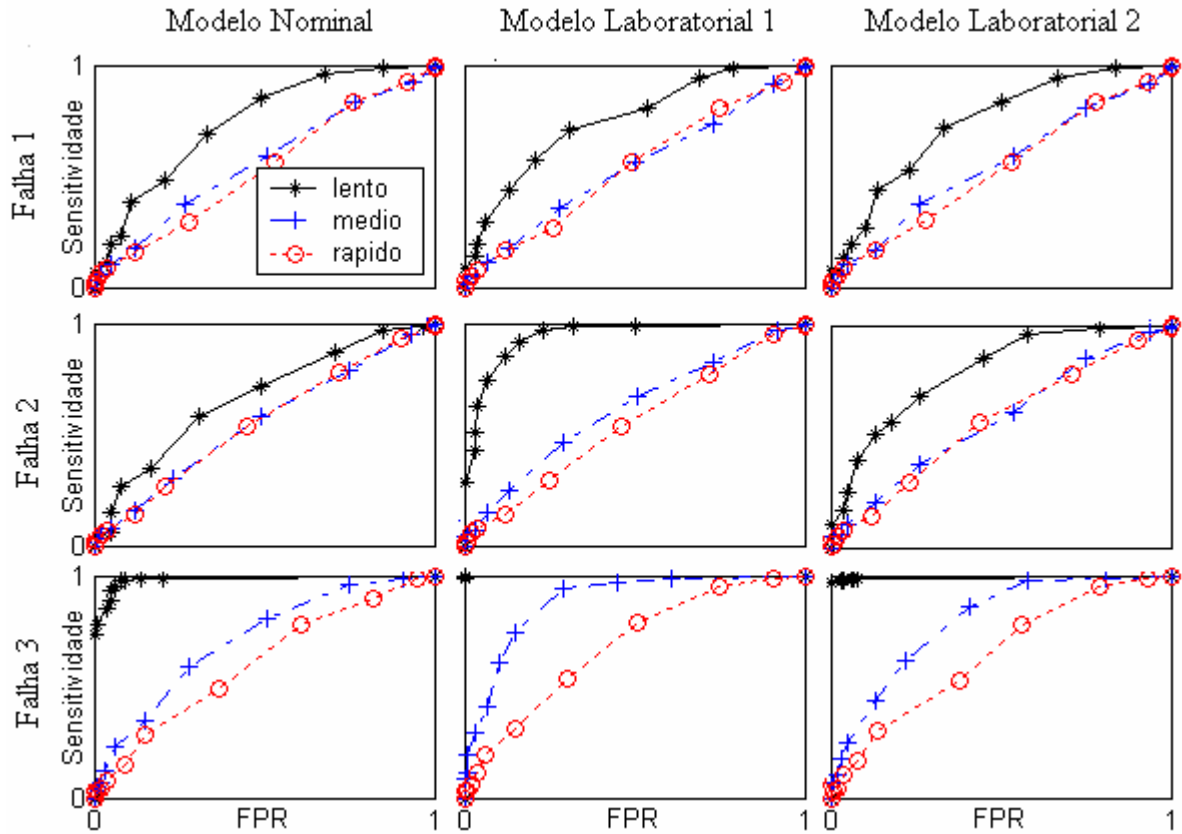 Modelo Nominal Modelo Laboratorial 1 Modelo Laboratorial 2
Falha 1
Sensitividade
1
0
lento
medio
rapido
Falha 2
Sensitividade
1
0
Falha 3
Sensitividade
1
0
0 FPR 1 0 FPR 1 0 FPR 1